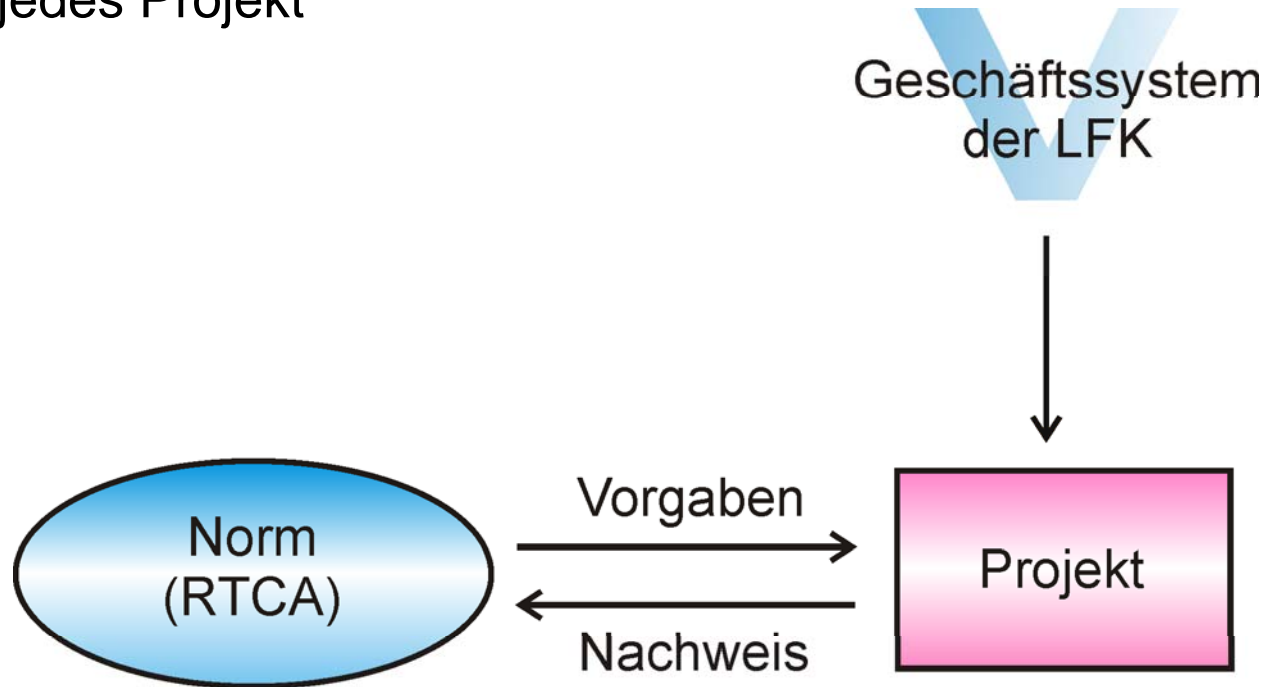 jedes Projekt
Geschäftssystem
der LFK
Vorgaben
Norm
(RTCA)
Projekt
Nachweis